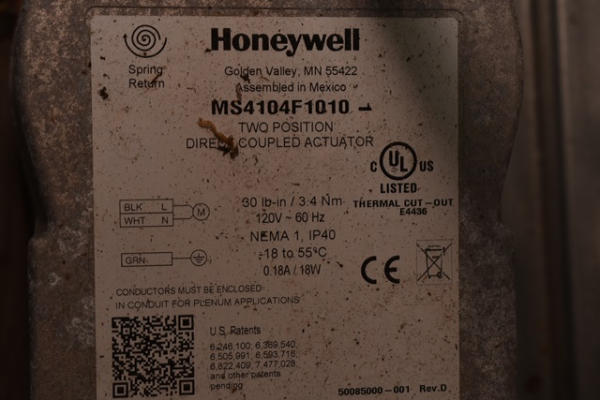 Honeywell
Spring
Return
Golden Valley, MN 55422
Assembled in Mexico
MS4104F1010
TWO POSITION
DIRECT COUPLED ACTUATOR
C UL US
LISTED
THERMAL CUT-OUT
E4436
BLK L
WHT N
M
GRN
30 lb-in / 3.4 Nm
120V ~ 60 Hz
NEMA 1, IP40
-18 to 55°C
0.18A / 18W
CE
CONDUCTORS MUST BE ENCLOSED
IN CONDUIT FOR PLENUM APPLICATIONS
U.S. Patents
6,246,100; 6,369,540;
6,505,991; 6,593,716;
6,822,409; 7,477,028
and other patents
pending
50085000-001 Rev.D